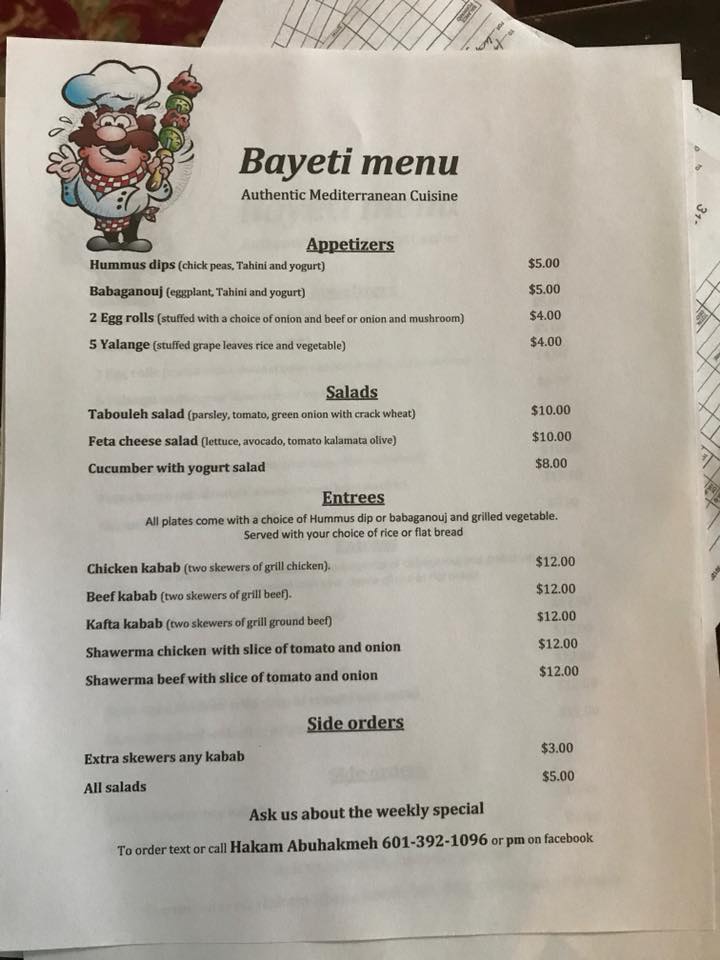 Bayeti menu
Authentic Mediterranean Cuisine
Appetizers
Hummus dips (chick peas, Tahini and yogurt) $5.00
Babaganouj (eggplant, Tahini and yogurt) $5.00
2 Egg rolls (stuffed with a choice of onion and beef or onion and mushroom) $4.00
5 Yalange (stuffed grape leaves rice and vegetable) $4.00
Salads
Tabouleh salad (parsley, tomato, green onion with crack wheat) $10.00
Feta cheese salad (lettuce, avocado, tomato kalamata olive) $10.00
Cucumber with yogurt salad $8.00
Entrees
All plates come with a choice of Hummus dip or babaganouj and grilled vegetable.
Served with your choice of rice or flat bread
Chicken kabab (two skewers of grill chicken). $12.00
Beef kabab (two skewers of grill beef). $12.00
Kafta kabab (two skewers of grill ground beef) $12.00
Shawerma chicken with slice of tomato and onion $12.00
Shawerma beef with slice of tomato and onion $12.00
Side orders
Extra skewers any kabab $3.00
All salads $5.00
Ask us about the weekly special
To order text or call Hakam Abuhakmeh 601-392-1096 or pm on facebook